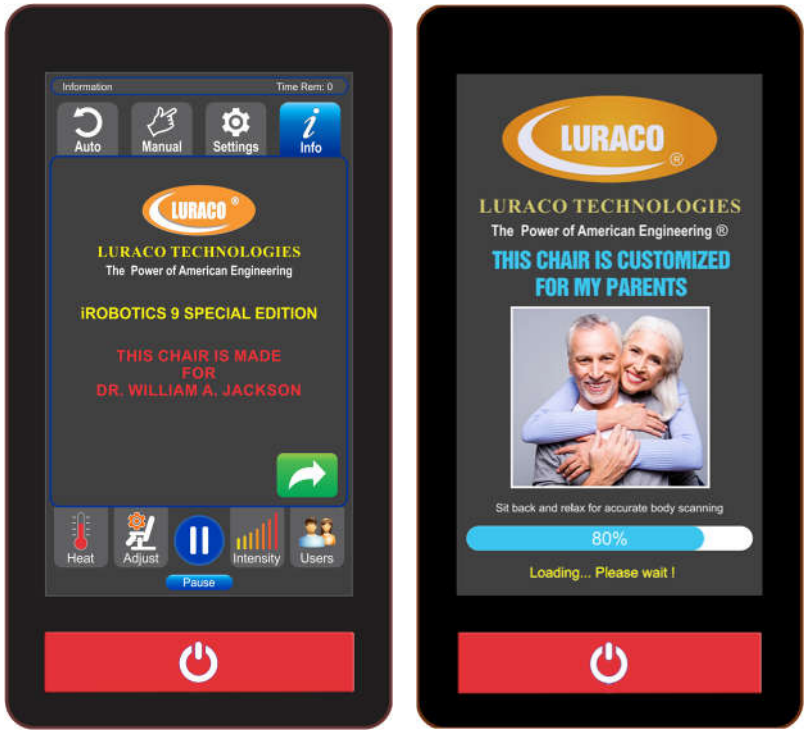 Information
Time Rem: 0
Auto
Manual
Settings
i
Info
LURACO ®
LURACO TECHNOLOGIES
The Power of American Engineering
iROBOTICS 9 SPECIAL EDITION
THIS CHAIR IS MADE
FOR
DR. WILLIAM A. JACKSON
Heat
Adjust
Intensity
Users
Pause
LURACO ®
LURACO TECHNOLOGIES
The Power of American Engineering ®
THIS CHAIR IS CUSTOMIZED
FOR MY PARENTS
Sit back and relax for accurate body scanning
80%
Loading... Please wait !